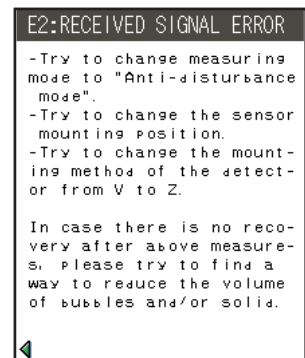 E2:RECEIVED SIGNAL ERROR
-Try to change measuring
mode to "Anti-disturbance
mode".
-Try to change the sensor
mounting position.
-Try to change the mount-
ing method of the detect-
or from V to Z.
In case there is no reco-
very after above measure-
s, please try to find a
way to reduce the volume
of bubbles and/or solid.